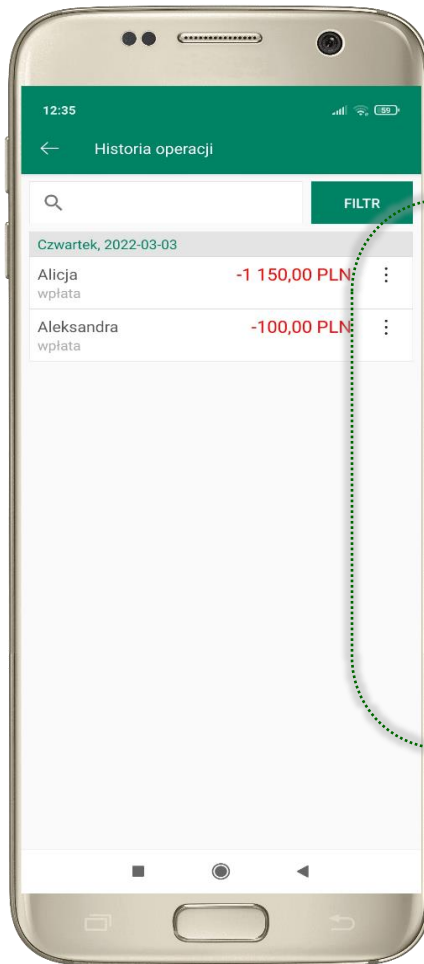 12:35
59
Historia operacji
FILTR
Czwartek, 2022-03-03
Alicja -1 150,00 PLN
wpłata
Aleksandra -100,00 PLN
wpłata